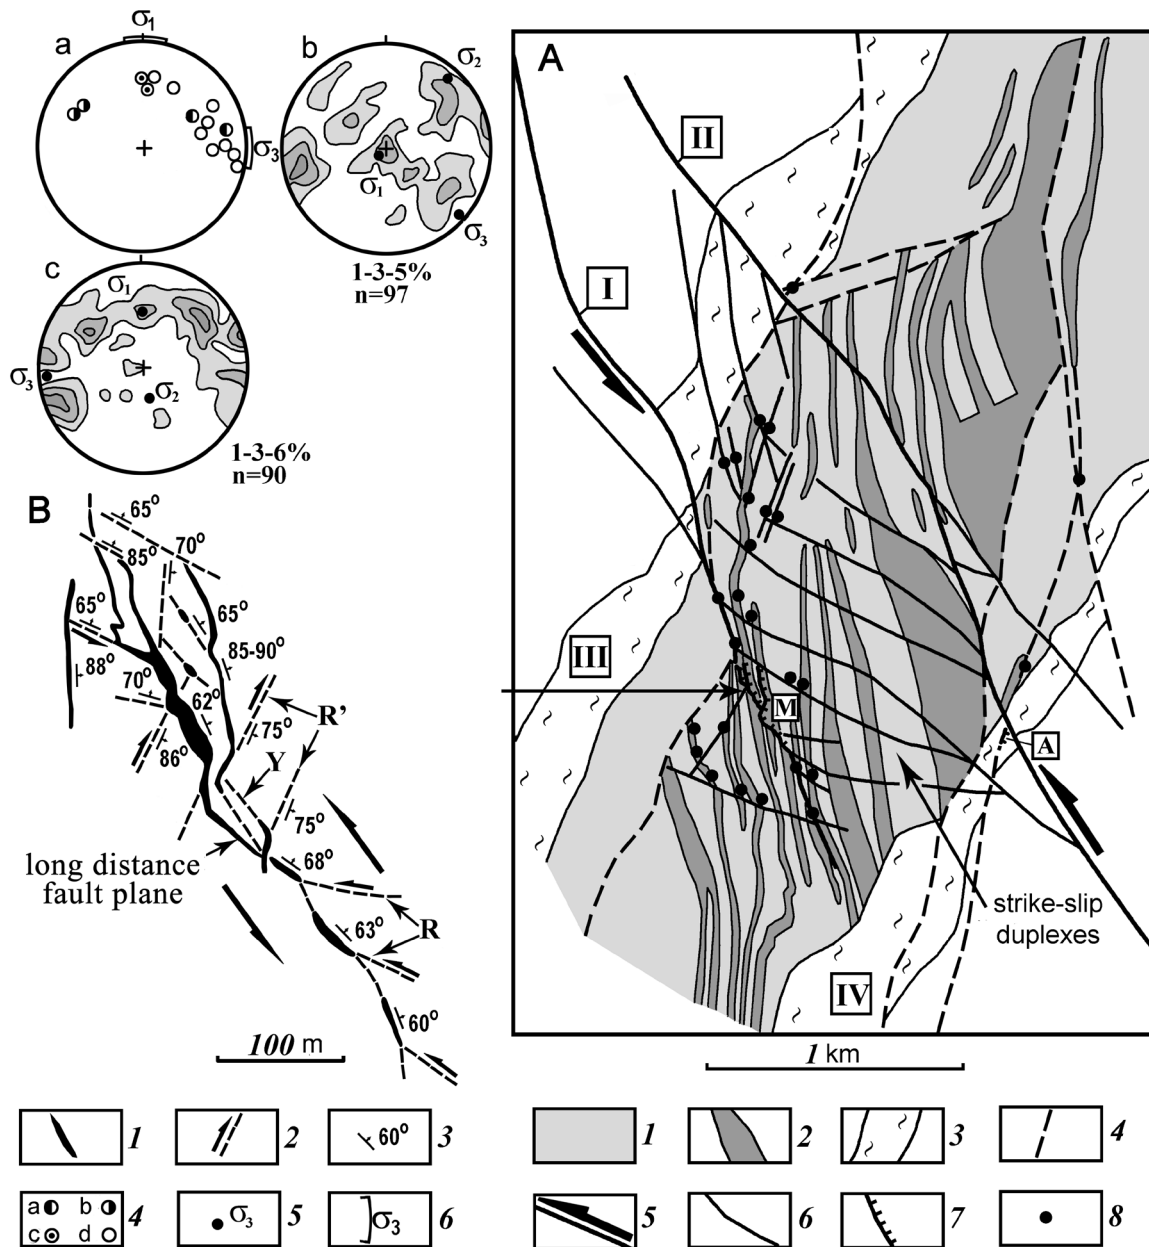 a
σ1
σ3
b
σ2
σ1
σ3
1-3-5%
n=97
c
σ1
σ3
σ2
1-3-6%
n=90
A
I
II
III
IV
M
A
strike-slip
duplexes
1 km
B
65°
85°
70°
65°
65°
88°
85-90°
70°
62°
86°
75°
R'
Y
75°
68°
long distance
fault plane
R
63°
60°
100 m
1
2
60°
3
a b
c d
4
σ3
5
σ3
6
1
2
3
4
5
6
7
8